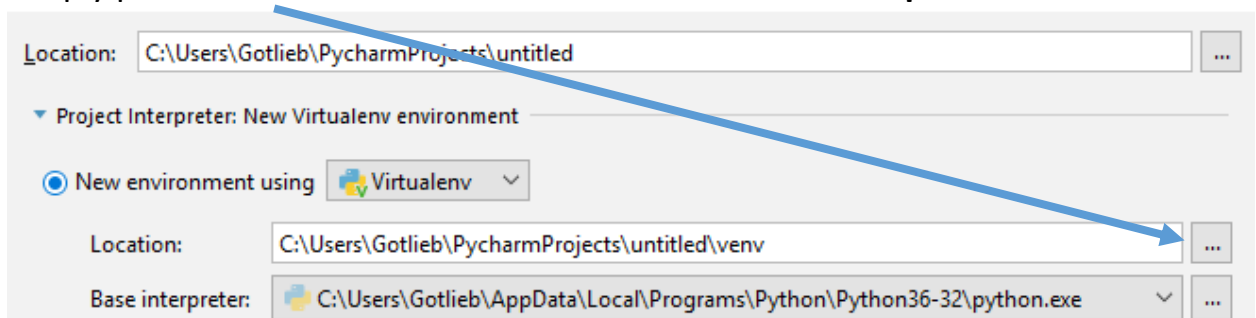 Location: C:\Users\Gotlieb\PycharmProjects\untitled ...
Project Interpreter: New Virtualenv environment
New environment using Virtualenv
Location: C:\Users\Gotlieb\PycharmProjects\untitled\venv ...
Base interpreter: C:\Users\Gotlieb\AppData\Local\Programs\Python\Python36-32\python.exe ...